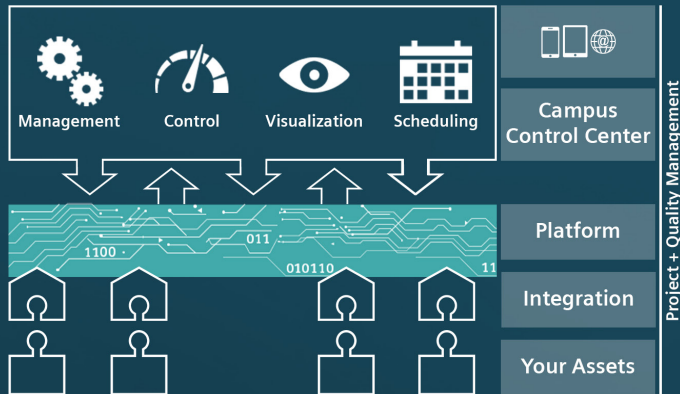 Management
Control
Visualization
Scheduling
@
Campus
Control Center
1100
011
010110
11
Platform
Integration
Your Assets
Project + Quality Management